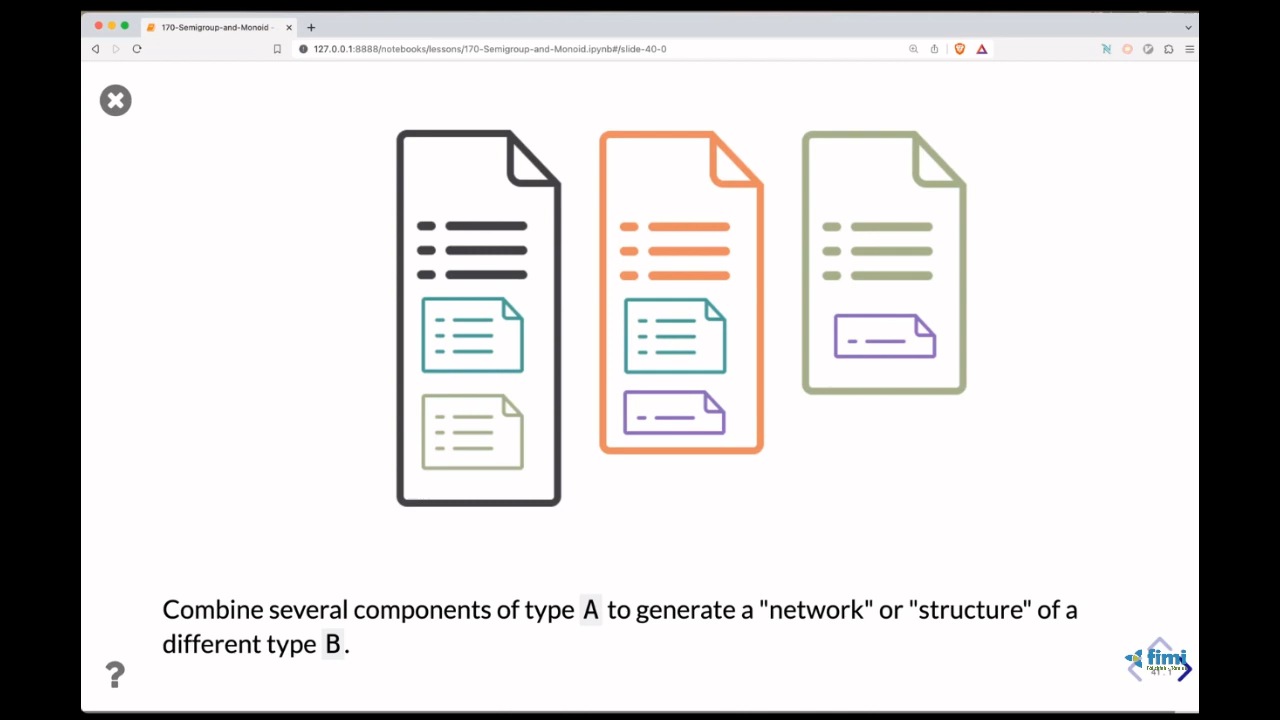 170-Semigroup-and-Monoid -
127.0.0.1:8888/notebooks/lessons/170-Semigroup-and-Monoid.ipynb#/slide-40-0
Combine several components of type A to generate a "network" or "structure" of a
different type B.
?
fimi